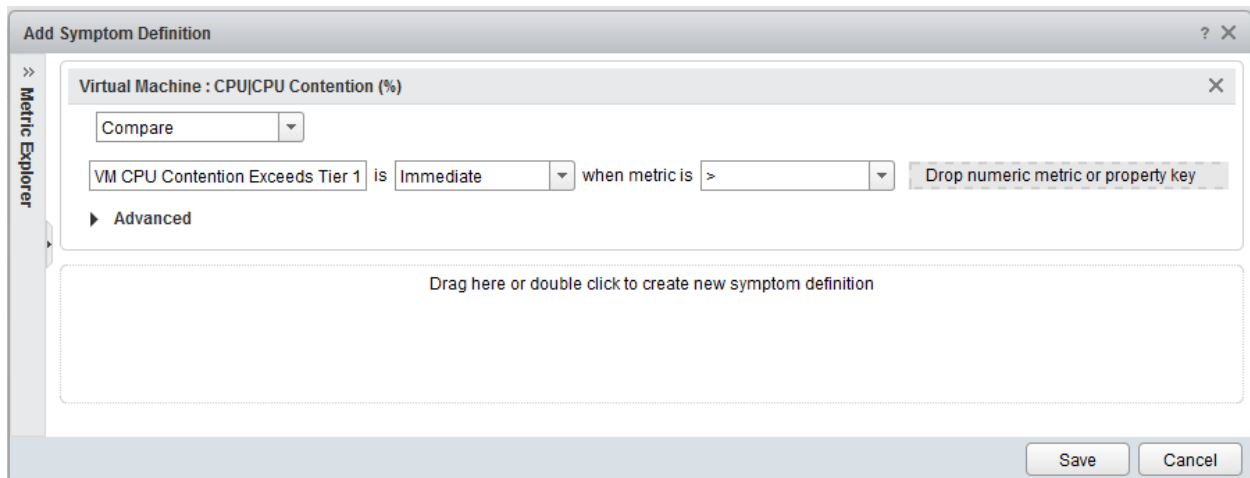 Add Symptom Definition ?
»
Metric Explorer
Virtual Machine : CPU|CPU Contention (%)
Compare
VM CPU Contention Exceeds Tier 1 is Immediate when metric is > Drop numeric metric or property key
Advanced
Drag here or double click to create new symptom definition
Save Cancel